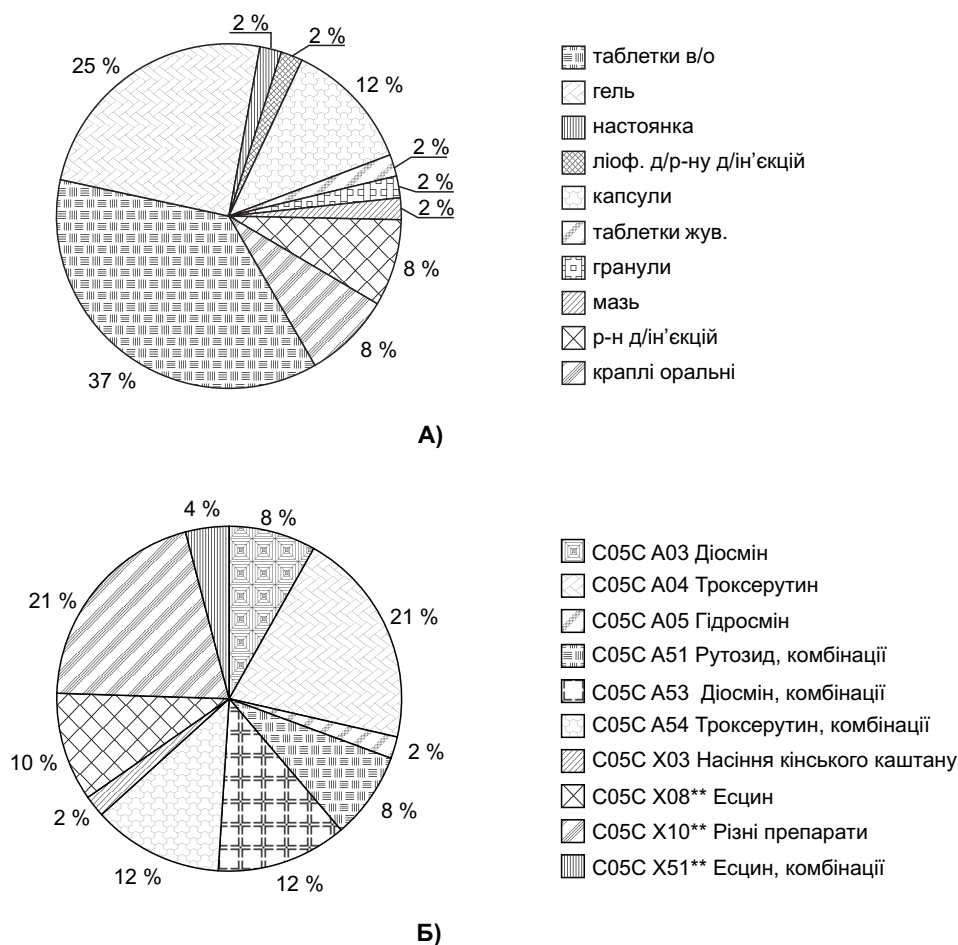 2 %
2 %
25 %
12 %
2 %
2 %
2 %
8 %
8 %
37 %
таблетки в/о
гель
настоянка
ліоф. д/р-ну д/ін’єкцій
капсули
таблетки жув.
гранули
мазь
р-н д/ін’єкцій
краплі оральні
А)
4 %
8 %
21 %
21 %
2 %
8 %
10 %
2 %
12 %
12 %
C05C A03 Діосмін
C05C A04 Троксерутин
C05C A05 Гідросмін
C05C A51 Рутозид, комбінації
C05C A53 Діосмін, комбінації
C05C A54 Троксерутин, комбінації
C05C X03 Насіння кінського каштану
C05C X08** Есцин
C05C X10** Різні препарати
C05C X51** Есцин, комбінації
Б)